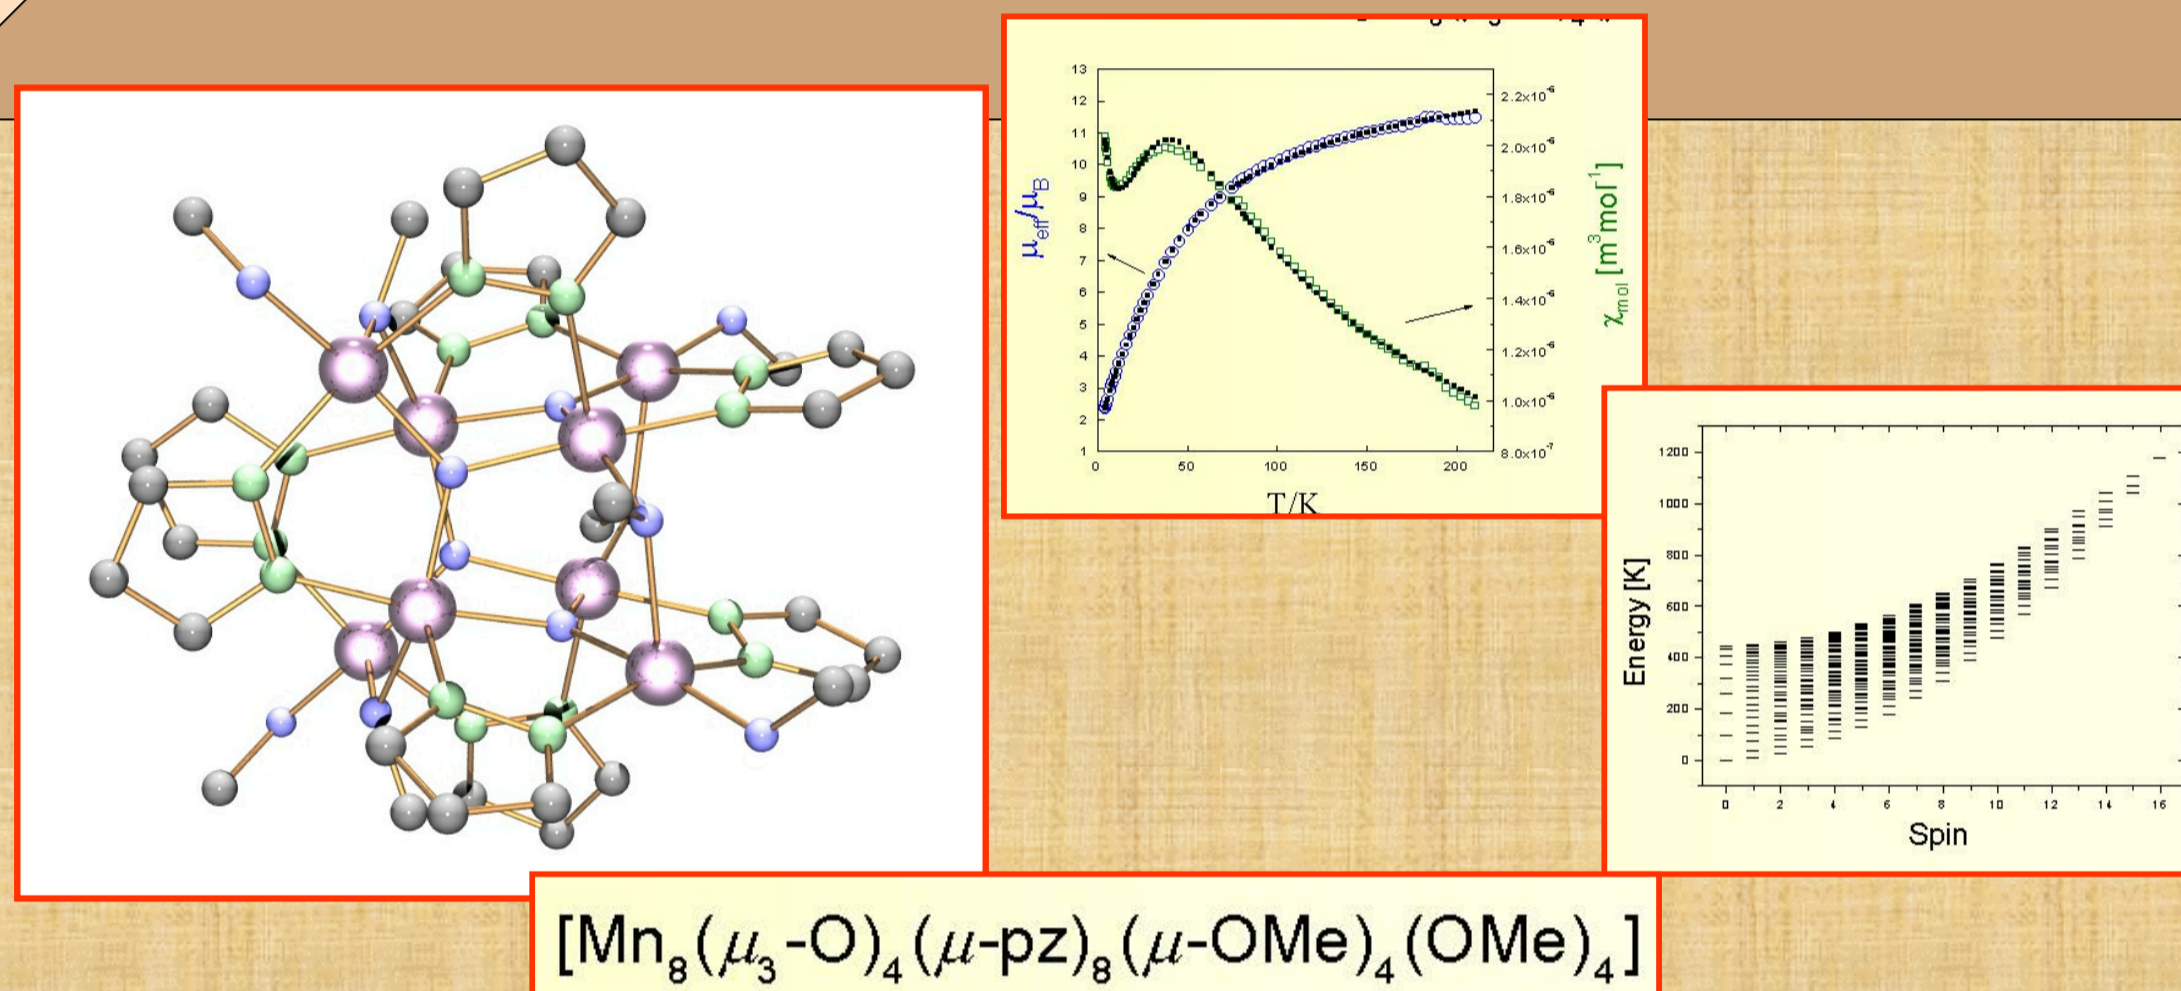 13
12
11
10
9
8
7
6
5
4
3
2
1
μeff/μB
0 50 100 150 200
T/K
2.2x10⁻⁶
2.0x10⁻⁶
1.8x10⁻⁶
1.6x10⁻⁶
1.4x10⁻⁶
1.2x10⁻⁶
1.0x10⁻⁶
8.0x10⁻⁷
χmol [m³mol⁻¹]
1200
1000
800
600
400
200
0
Energy [K]
0 2 4 6 8 10 12 14 16
Spin
[Mn₈(μ₃-O)₄(μ-pz)₈(μ-OMe)₄(OMe)₄]